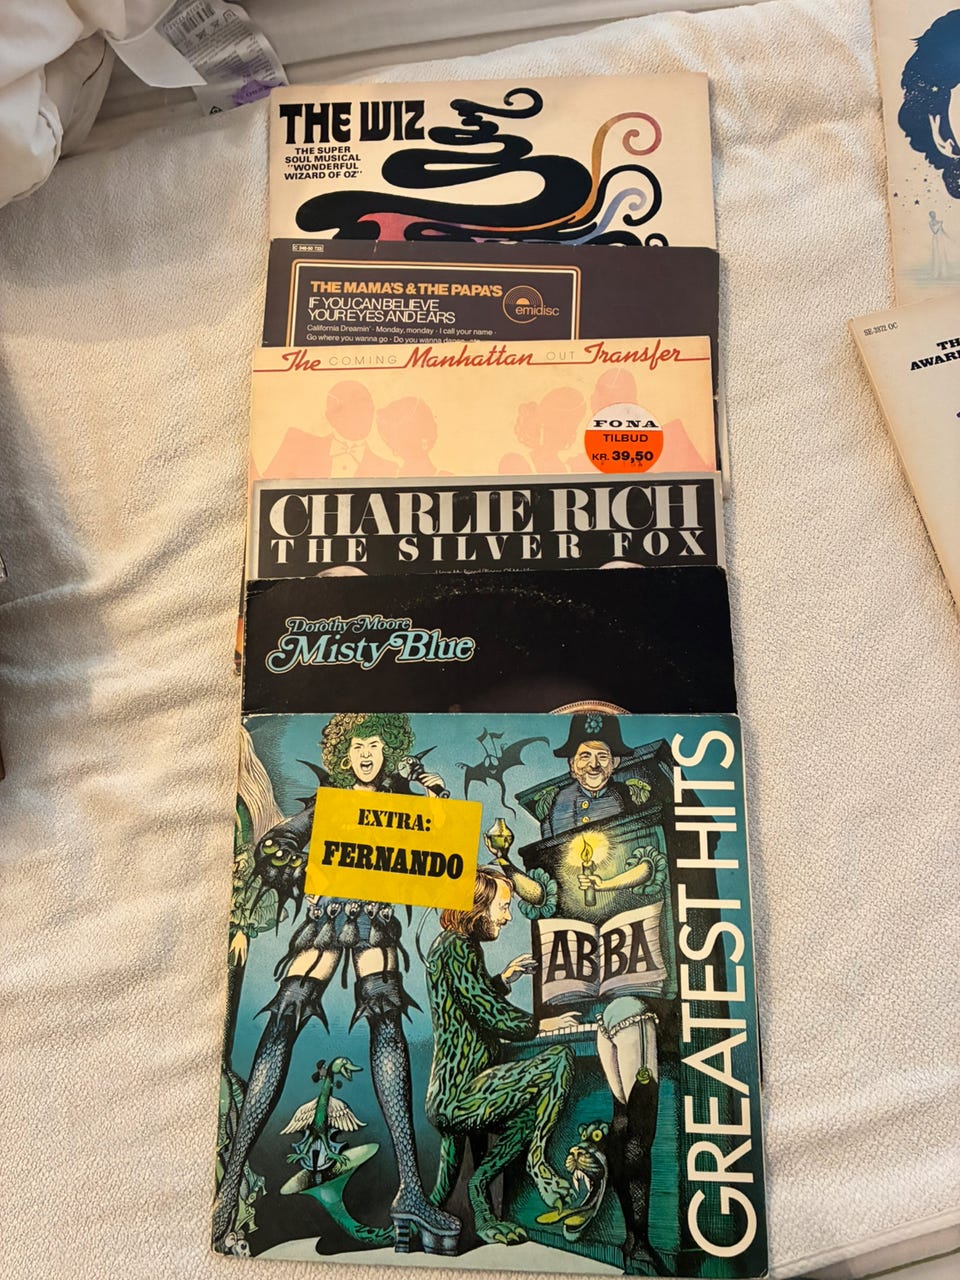 THE WIZ
THE SUPER
SOUL MUSICAL
"WONDERFUL
WIZARD OF OZ"
THE MAMA'S & THE PAPA'S
IF YOU CAN BELIEVE
YOUR EYES AND EARS
California Dreamin' · Monday, monday · I call your name ·
Go where you wanna go · Do you wanna
emidisc
The COMING Manhattan OUT Transfer
FONA
TILBUD
KR. 39,50
CHARLIE RICH
THE SILVER FOX
Dorothy Moore
Misty Blue
EXTRA:
FERNANDO
ABBA
GREATEST HITS
SE-3872 OC